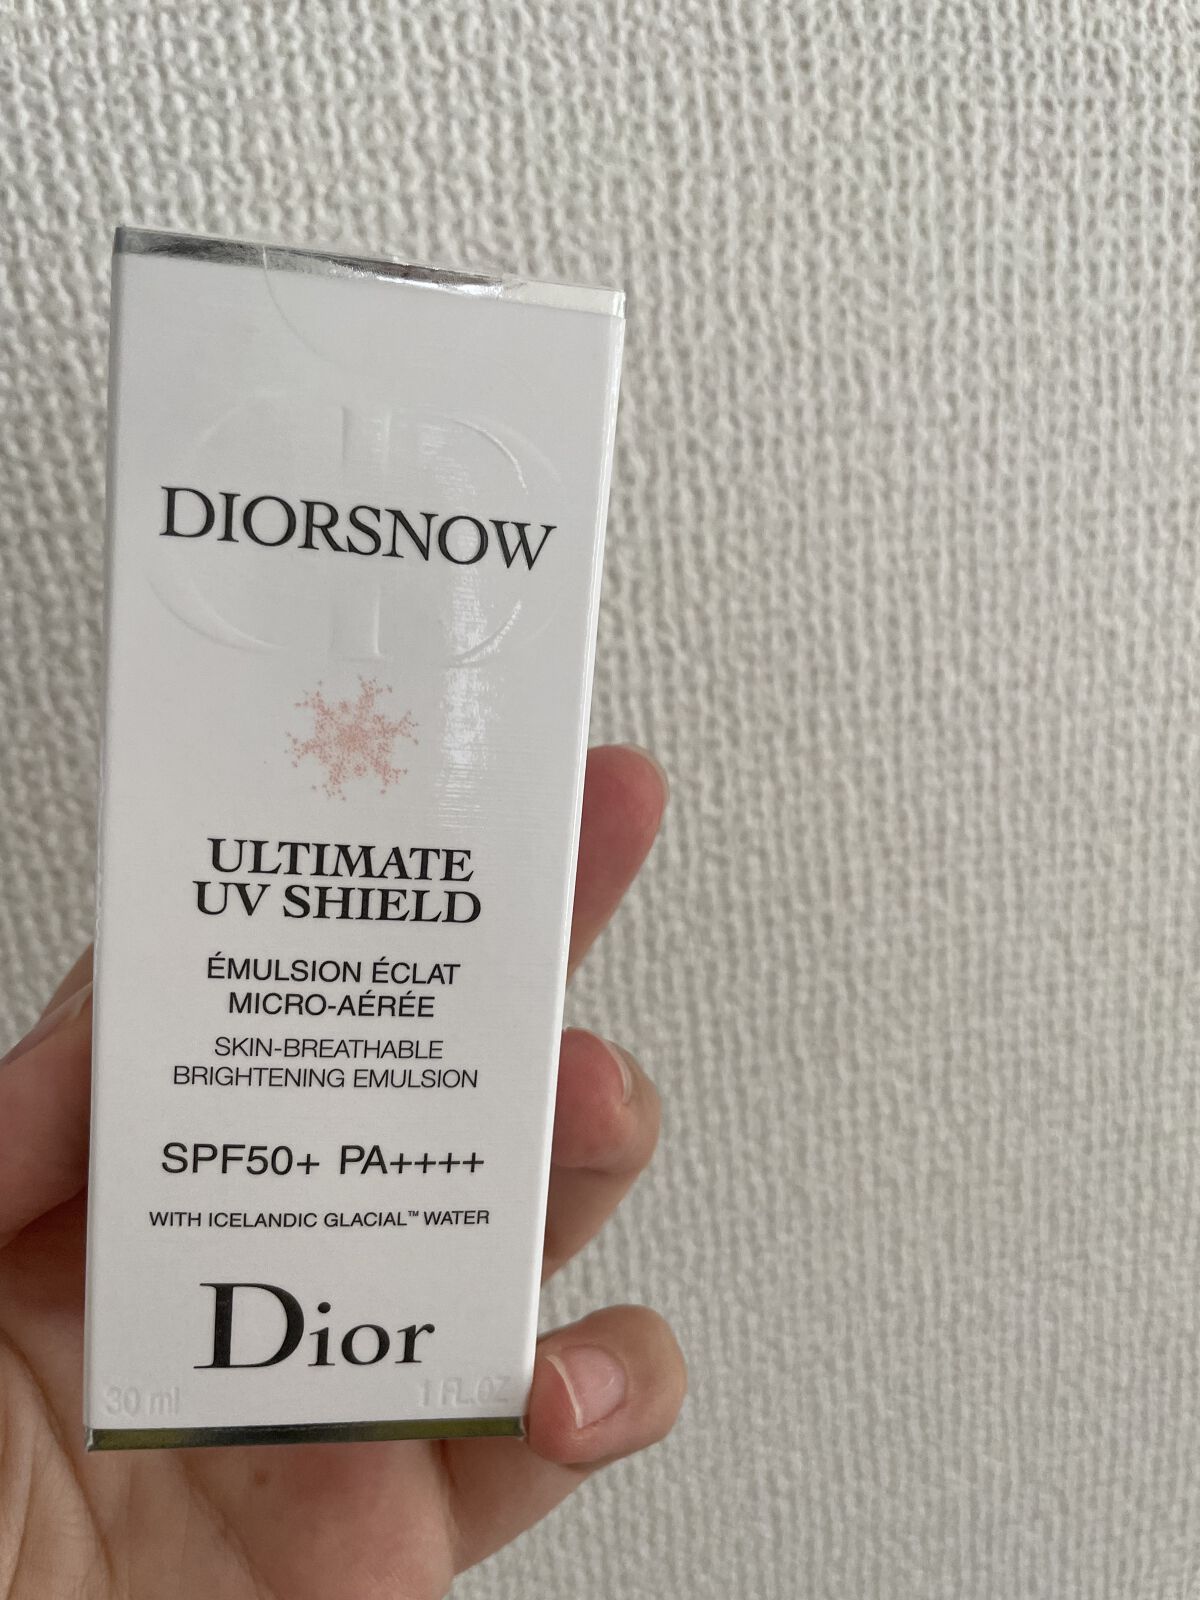 DIORSNOW
ULTIMATE
UV SHIELD
ÉMULSION ÉCLAT
MICRO-AÉRÉE
SKIN-BREATHABLE
BRIGHTENING EMULSION
SPF50+ PA++++
WITH ICELANDIC GLACIAL™ WATER
Dior
30 ml 1 FL.OZ